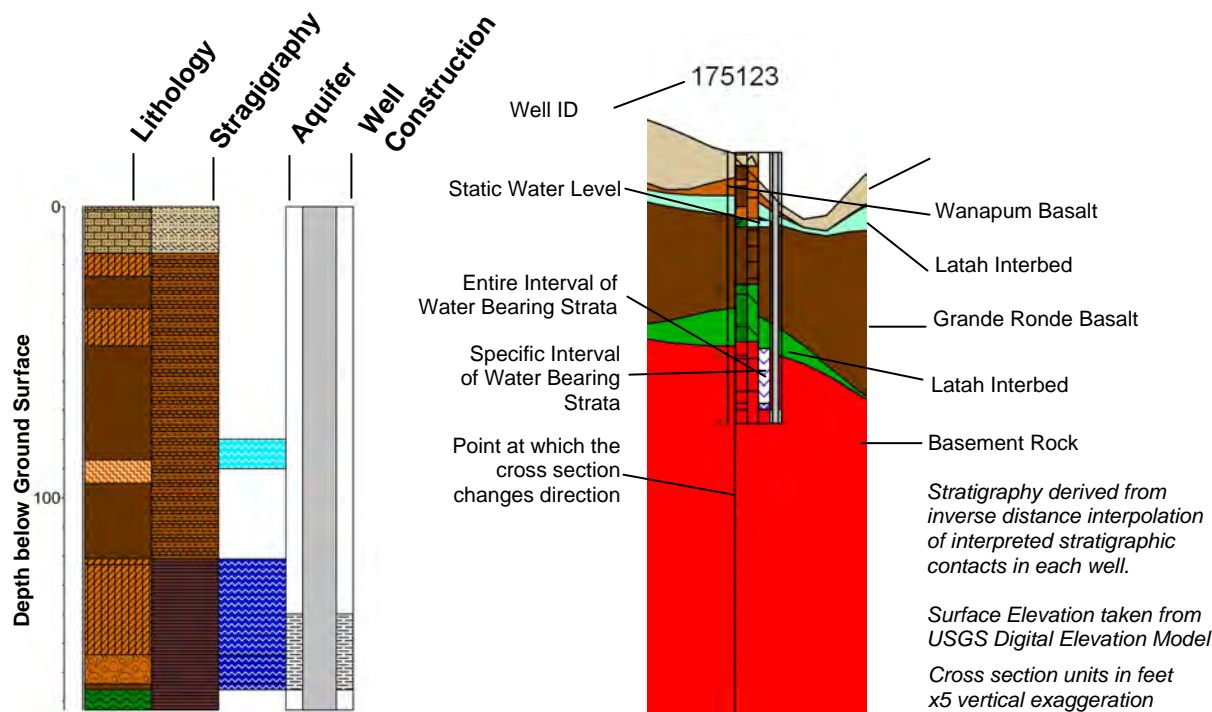 Lithology
Stragigraphy
Aquifer
Well
Construction
0
100
Depth below Ground Surface
175123
Well ID
Static Water Level
Entire Interval of
Water Bearing Strata
Specific Interval
of Water Bearing
Strata
Point at which the
cross section
changes direction
Wanapum Basalt
Latah Interbed
Grande Ronde Basalt
Latah Interbed
Basement Rock
Stratigraphy derived from
inverse distance interpolation
of interpreted stratigraphic
contacts in each well.
Surface Elevation taken from
USGS Digital Elevation Model
Cross section units in feet
x5 vertical exaggeration